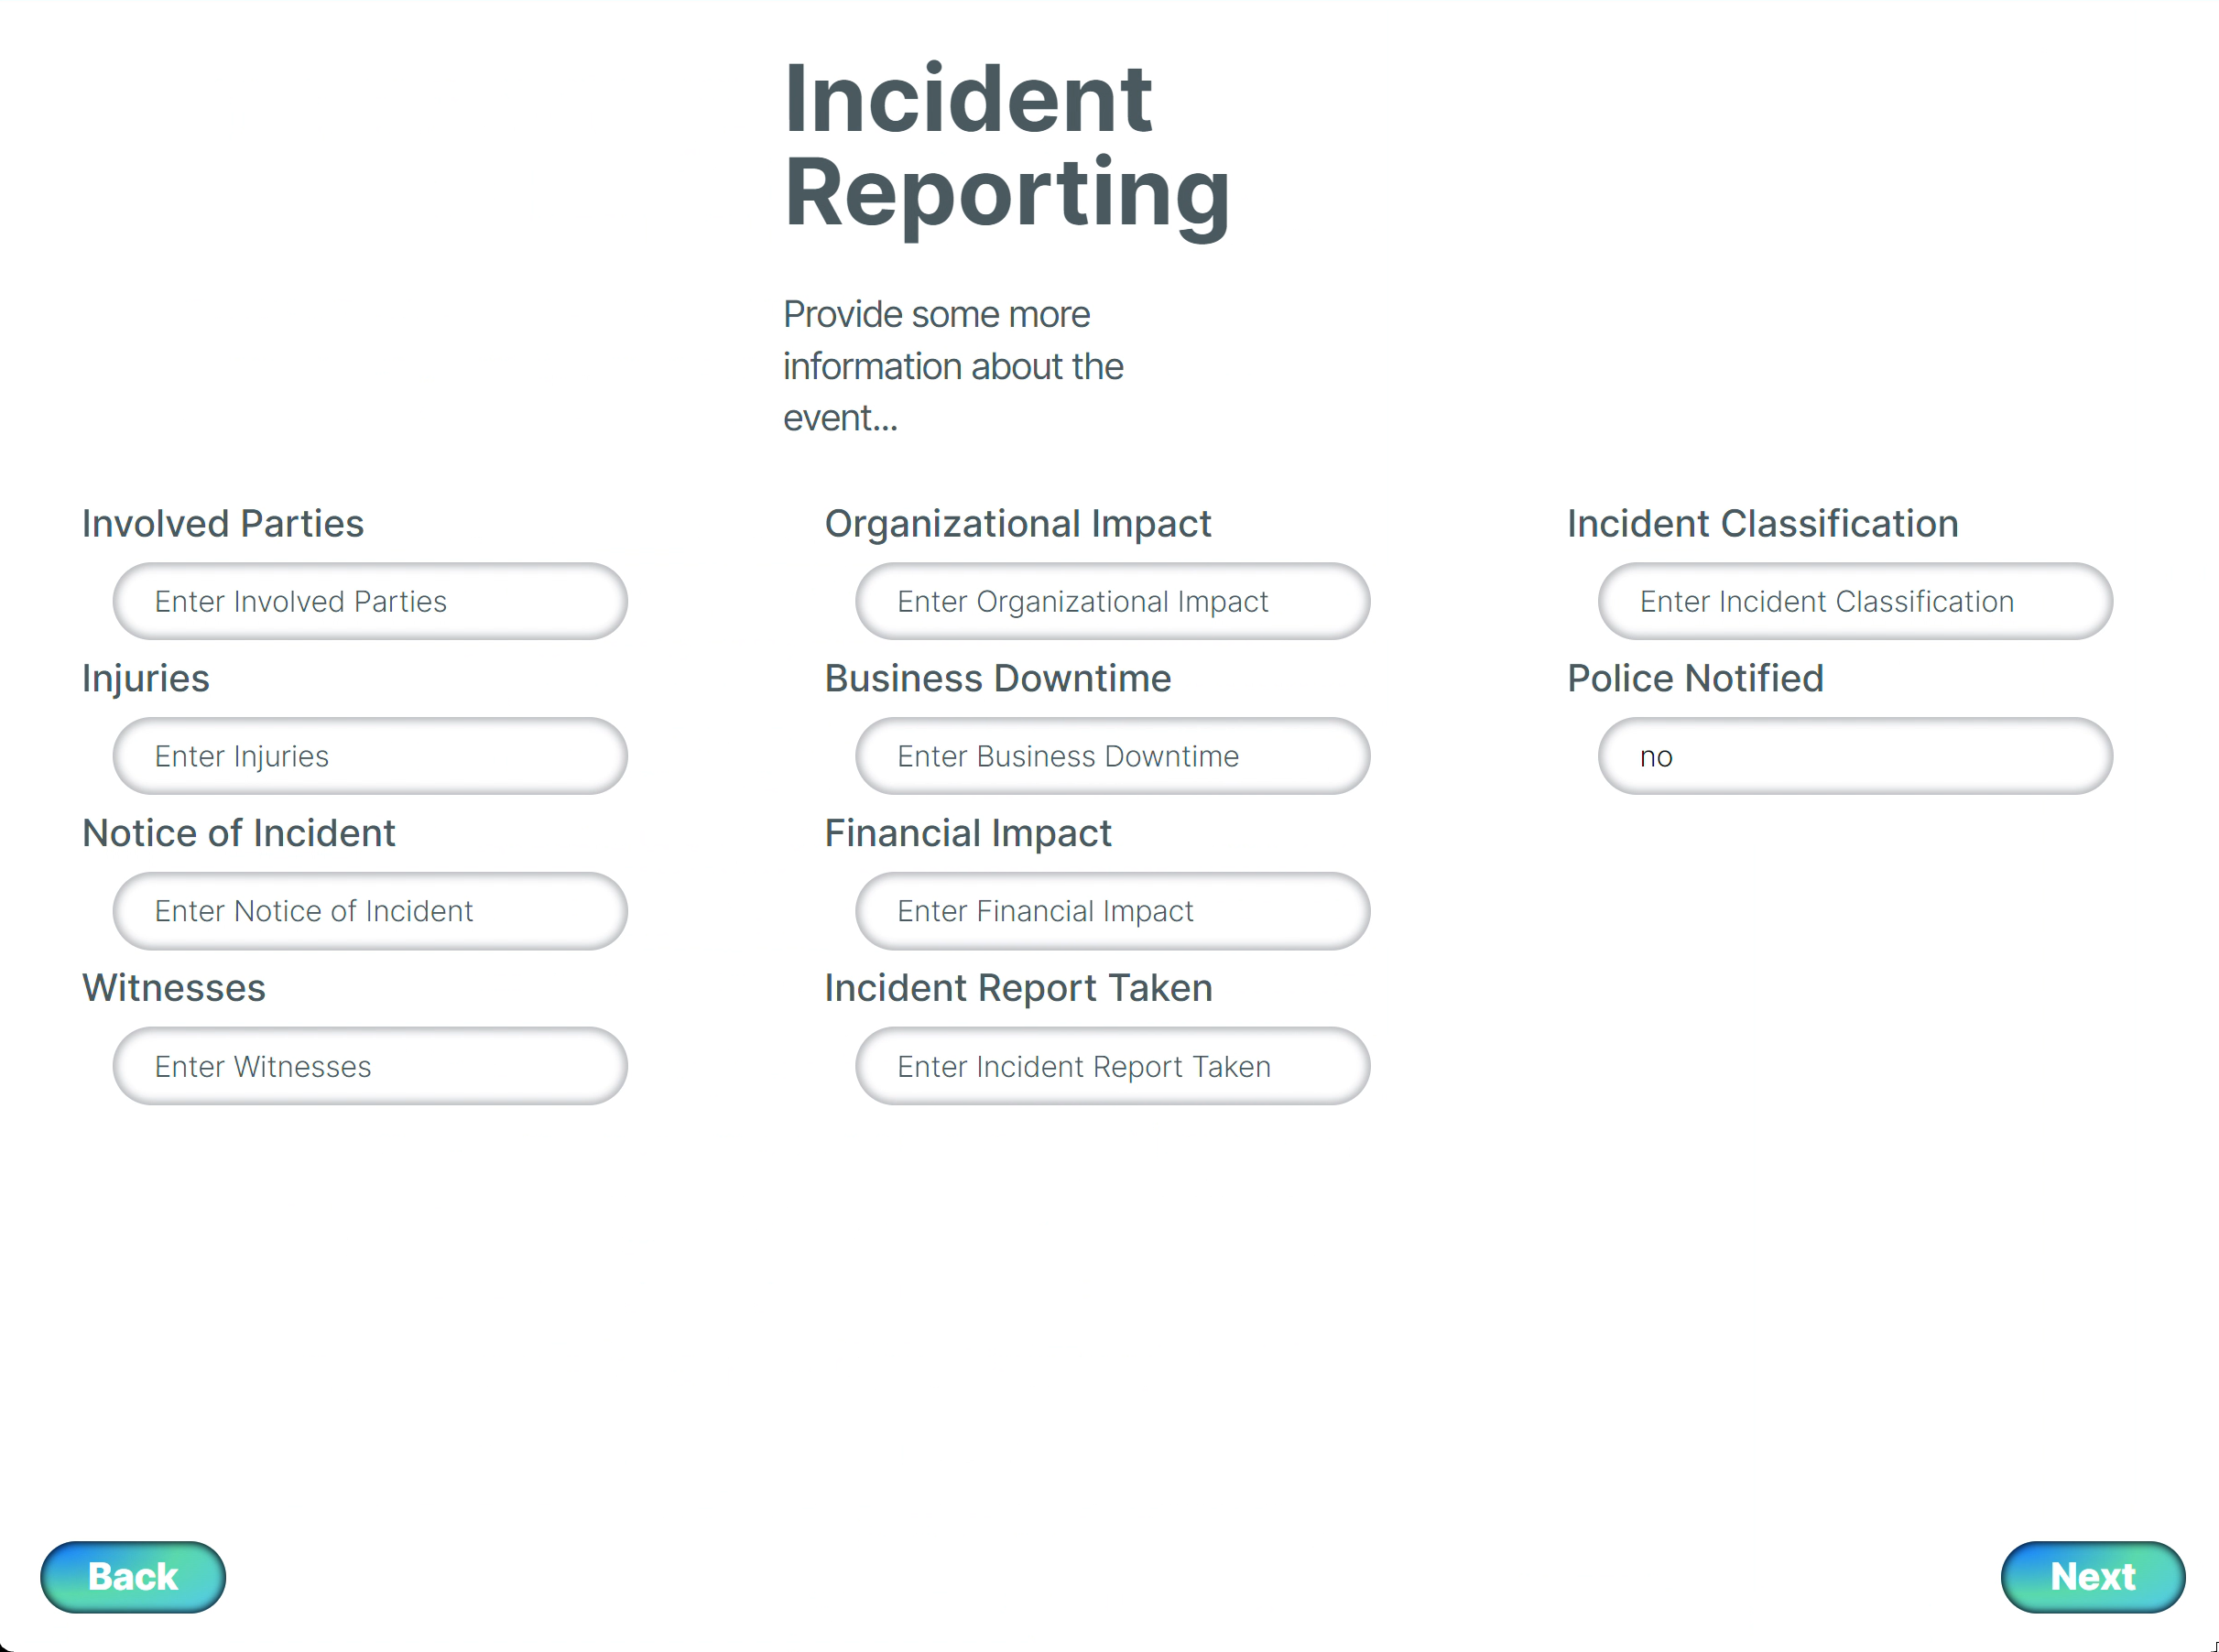 Incident
Reporting
Provide some more
information about the
event...
Involved Parties
Enter Involved Parties
Injuries
Enter Injuries
Notice of Incident
Enter Notice of Incident
Witnesses
Enter Witnesses
Organizational Impact
Enter Organizational Impact
Business Downtime
Enter Business Downtime
Financial Impact
Enter Financial Impact
Incident Report Taken
Enter Incident Report Taken
Incident Classification
Enter Incident Classification
Police Notified
no
Back
Next